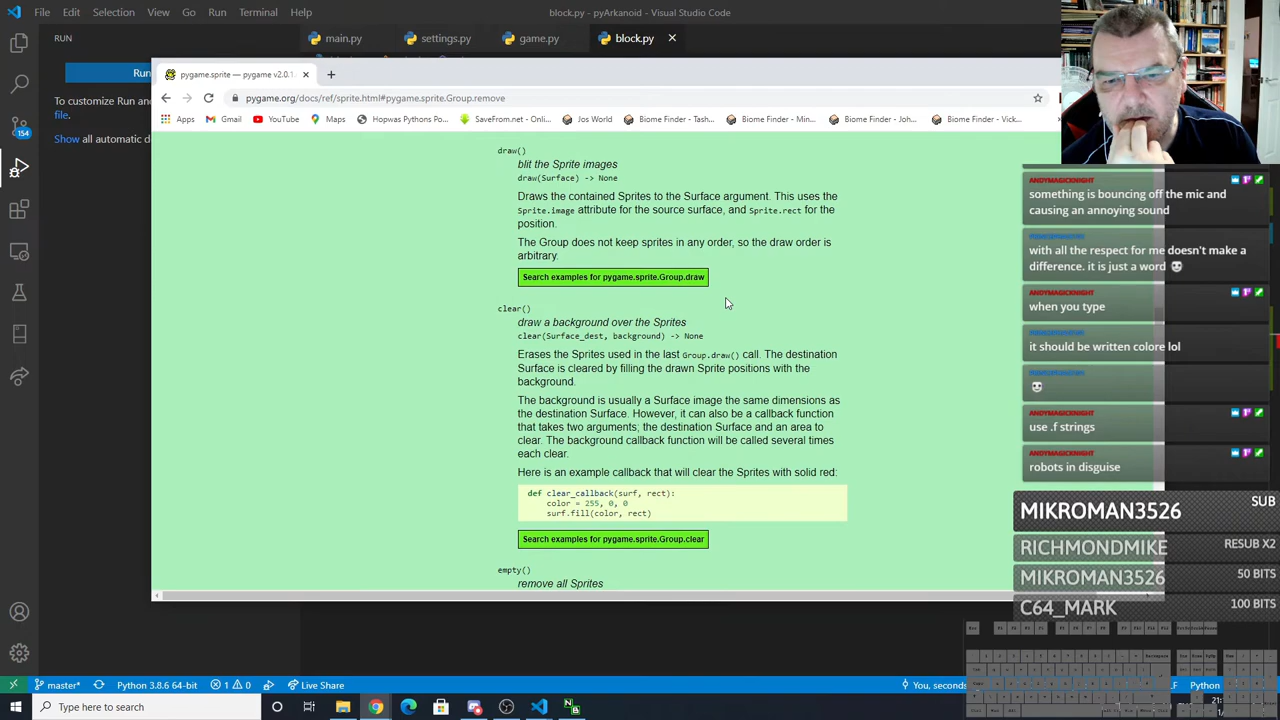 File Edit Selection View Go Run Terminal Help
block.py - pyArkanoid - Visual Studio Code
RUN
main.py
settings.py
game.py
block.py
Run
To customize Run and
file.
Show all automatic d
154
pygame.sprite — pygame v2.0.1
pygame.org/docs/ref/sprite.html#pygame.sprite.Group.remove
Apps Gmail YouTube Maps Hopwas Pythons Po... SaveFrom.net - Onli... Jos World Biome Finder - Tash... Biome Finder - Min... Biome Finder - Joh... Biome Finder - Vick...
draw()
blit the Sprite images
draw(Surface) -> None
Draws the contained Sprites to the Surface argument. This uses the
Sprite.image attribute for the source surface, and Sprite.rect for the
position.
The Group does not keep sprites in any order, so the draw order is
arbitrary.
Search examples for pygame.sprite.Group.draw
clear()
draw a background over the Sprites
clear(Surface_dest, background) -> None
Erases the Sprites used in the last Group.draw() call. The destination
Surface is cleared by filling the drawn Sprite positions with the
background.
The background is usually a Surface image the same dimensions as
the destination Surface. However, it can also be a callback function
that takes two arguments; the destination Surface and an area to
clear. The background callback function will be called several times
each clear.
Here is an example callback that will clear the Sprites with solid red:
def clear_callback(surf, rect):
color = 255, 0, 0
surf.fill(color, rect)
Search examples for pygame.sprite.Group.clear
empty()
remove all Sprites
ANDYMAGICKNIGHT
something is bouncing off the mic and
causing an annoying sound
with all the respect for me doesn't make a
difference. it is just a word
ANDYMAGICKNIGHT
when you type
it should be written colore lol
ANDYMAGICKNIGHT
use .f strings
ANDYMAGICKNIGHT
robots in disguise
MIKROMAN3526 SUB
RICHMONDMIKE RESUB X2
MIKROMAN3526 50 BITS
C64_MARK 100 BITS
master* Python 3.8.6 64-bit 1 0 Live Share
You, seconds
Python
Type here to search